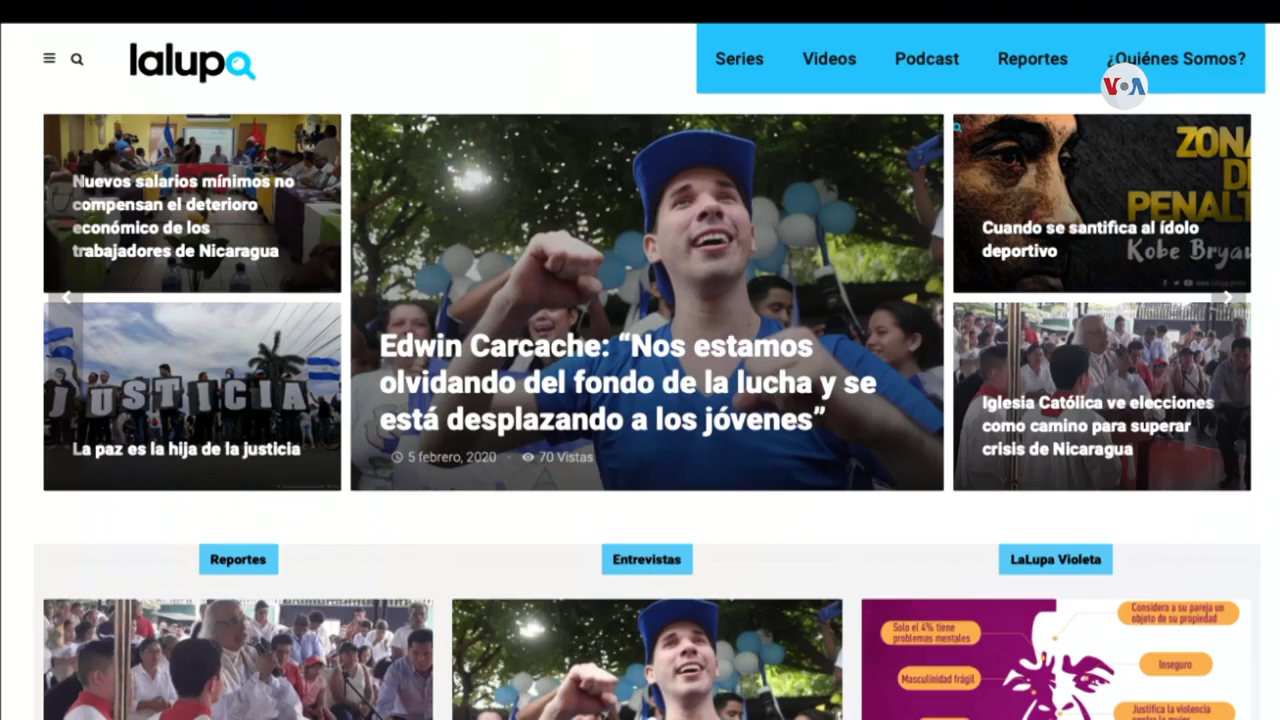 lalupa
Series
Videos
Podcast
Reportes
¿Quiénes Somos?
VOA
Nuevos salarios mínimos no
compensan el deterioro
económico de los
trabajadores de Nicaragua
JUSTICIA
La paz es la hija de la justicia
Edwin Carcache: “Nos estamos
olvidando del fondo de la lucha y se
está desplazando a los jóvenes”
5 febrero, 2020
70 Vistas
ZONA
DE
PENALT
Kobe Bryan
Cuando se santifica al ídolo
deportivo
Iglesia Católica ve elecciones
como camino para superar
crisis de Nicaragua
Reportes
Entrevistas
LaLupa Violeta
Solo el 4% tiene
problemas mentales
Masculinidad frágil
Considera a su pareja un
objeto de su propiedad
Inseguro
Justifica la violencia
contra la mujer